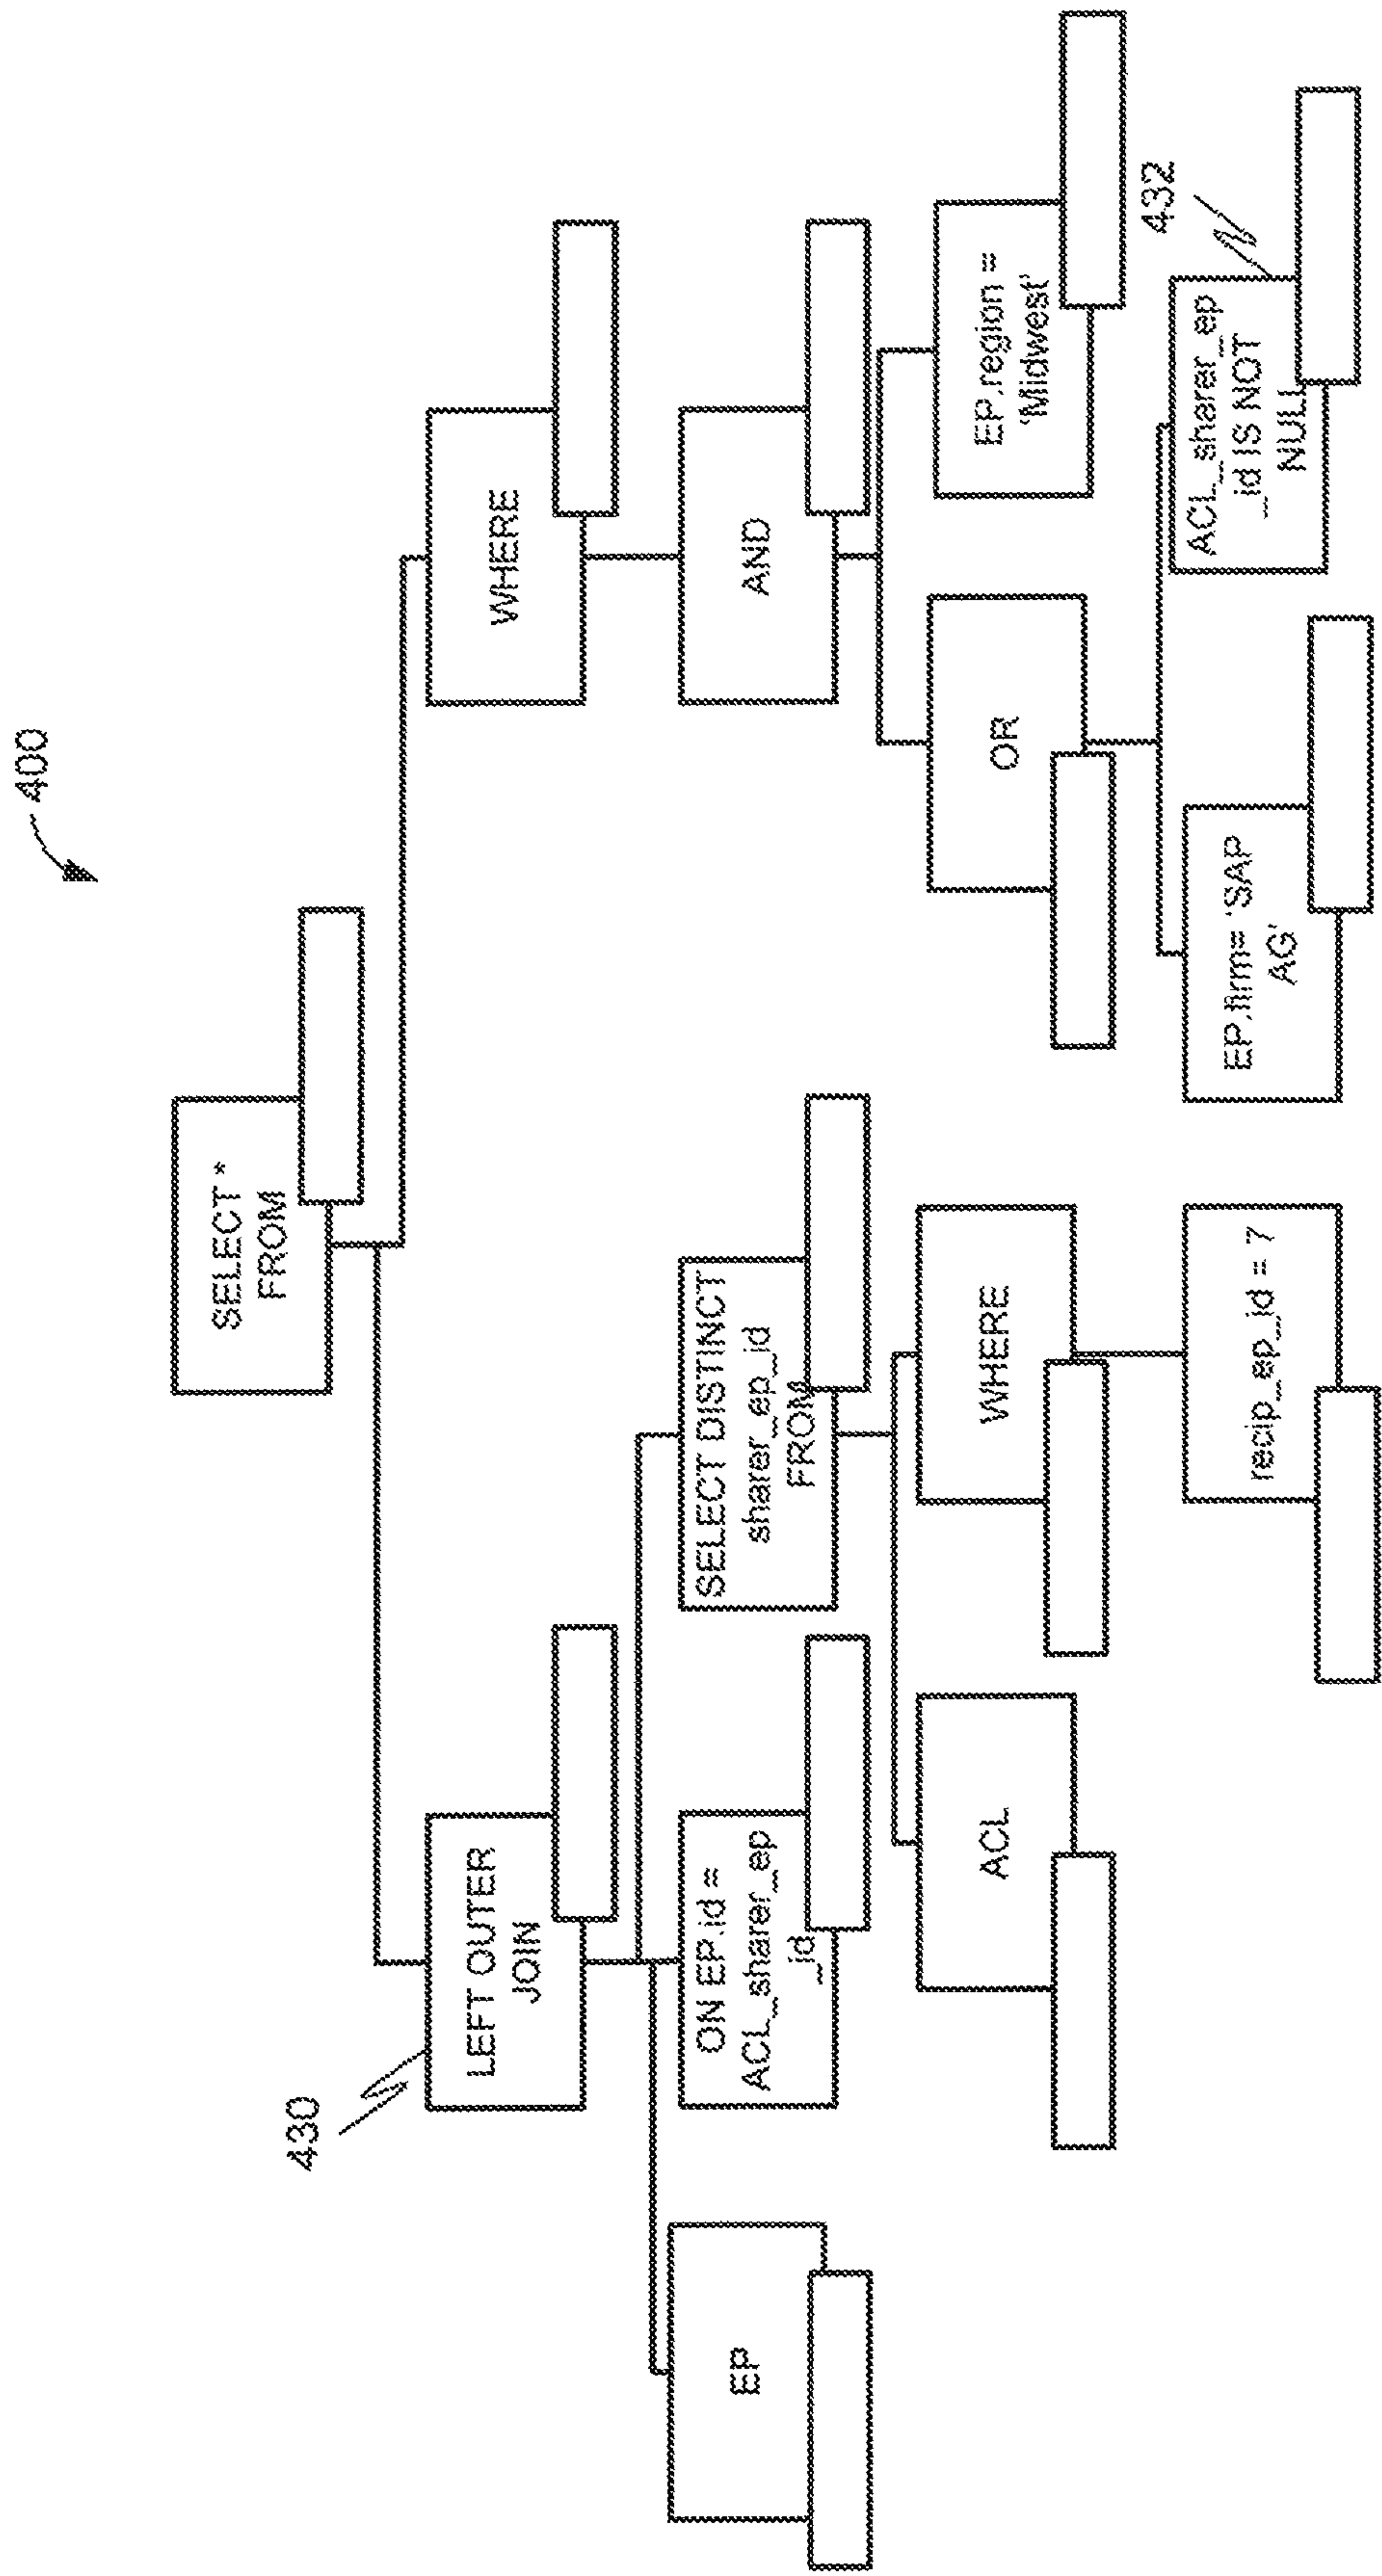 400
SELECT *
FROM
430
LEFT OUTER
JOIN
WHERE
EP
ON EP.id =
ACL_sharer_ep
_id
SELECT DISTINCT
sharer_ep_id
FROM
AND
ACL
WHERE
OR
EP.region =
'Midwest'
recip_ep_id = 7
EP.firm= 'SAP
AG'
ACL_sharer_ep
_id IS NOT
NULL
432